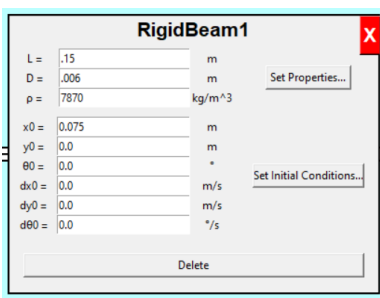 RigidBeam1
X
L = .15 m
D = .006 m Set Properties...
ρ = 7870 kg/m^3
x0 = 0.075 m
y0 = 0.0 m
θ0 = 0.0 °
Set Initial Conditions...
dx0 = 0.0 m/s
dy0 = 0.0 m/s
dθ0 = 0.0 °/s
Delete